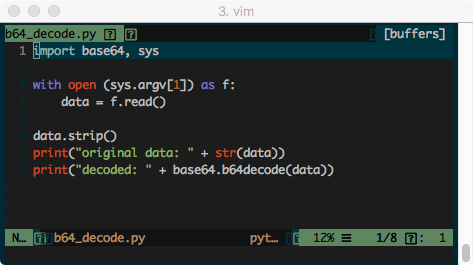 3. vim
b64_decode.py [buffers]
1 import base64, sys
with open (sys.argv[1]) as f:
data = f.read()
data.strip()
print("original data: " + str(data))
print("decoded: " + base64.b64decode(data))
N… b64_decode.py pyt… 12% ☰ 1/8 : 1